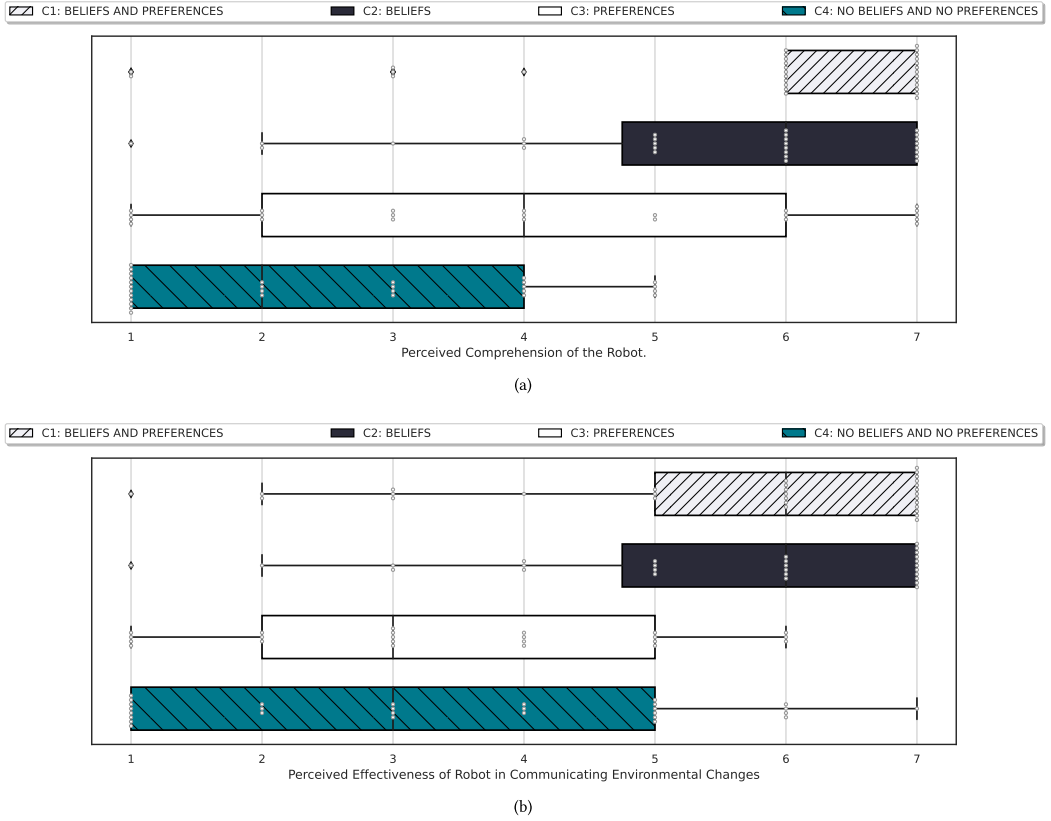 C1: BELIEFS AND PREFERENCES C2: BELIEFS C3: PREFERENCES C4: NO BELIEFS AND NO PREFERENCES
1 2 3 4 5 6 7
Perceived Comprehension of the Robot.
(a)
C1: BELIEFS AND PREFERENCES C2: BELIEFS C3: PREFERENCES C4: NO BELIEFS AND NO PREFERENCES
1 2 3 4 5 6 7
Perceived Effectiveness of Robot in Communicating Environmental Changes
(b)